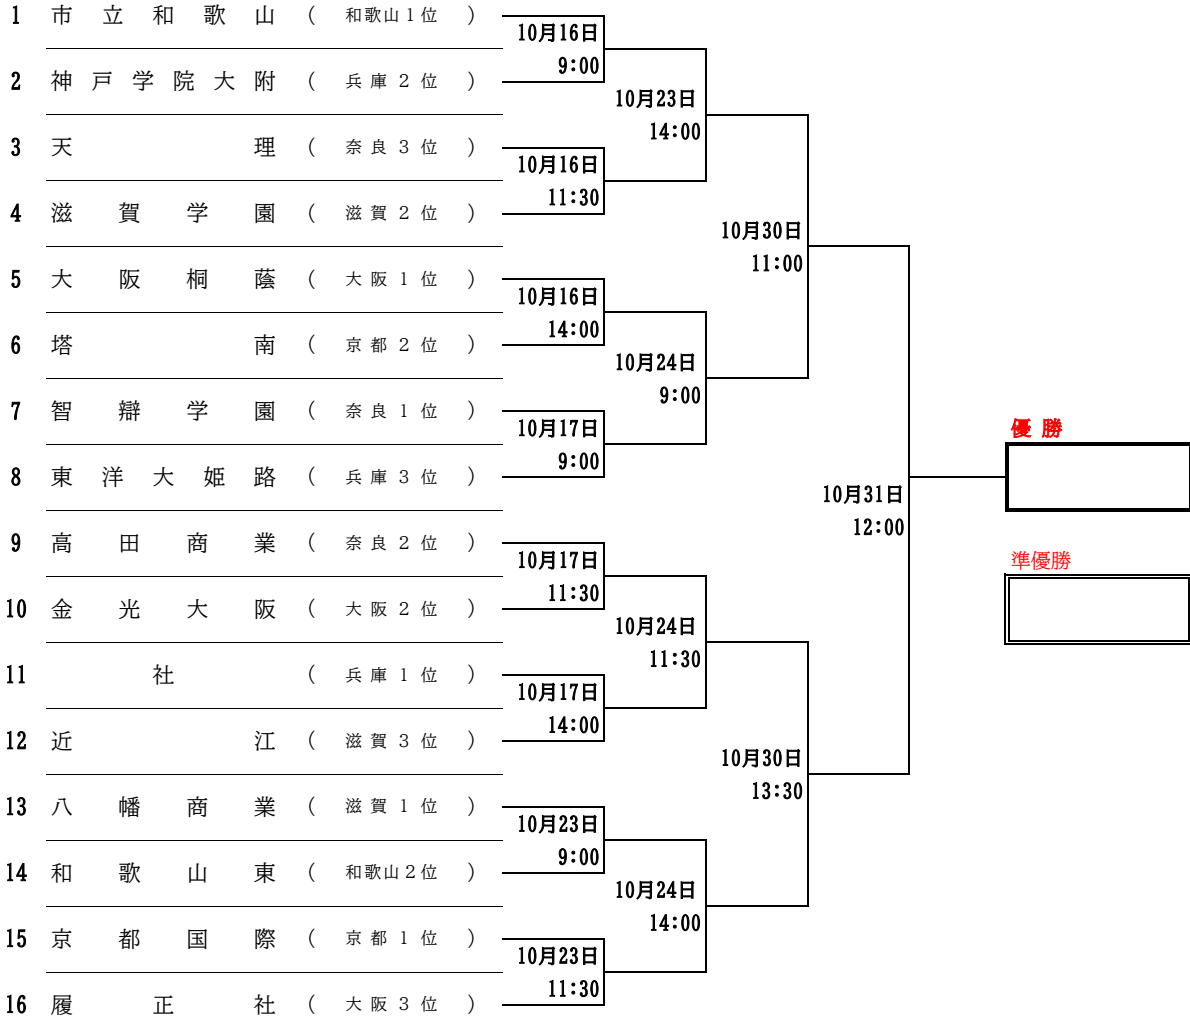 1 市立和歌山 （ 和歌山１位 ）
10月16日
9:00
2 神戸学院大附 （ 兵庫２位 ）
10月23日
14:00
3 天理 （ 奈良３位 ）
10月16日
11:30
4 滋賀学園 （ 滋賀２位 ）
10月30日
11:00
5 大阪桐蔭 （ 大阪１位 ）
10月16日
14:00
6 塔南 （ 京都２位 ）
10月24日
9:00
7 智辯学園 （ 奈良１位 ）
10月17日
9:00
8 東洋大姫路 （ 兵庫３位 ）
優 勝
10月31日
12:00
9 高田商業 （ 奈良２位 ）
10月17日
11:30
準優勝
10 金光大阪 （ 大阪２位 ）
10月24日
11:30
11 社 （ 兵庫１位 ）
10月17日
14:00
12 近江 （ 滋賀３位 ）
10月30日
13:30
13 八幡商業 （ 滋賀１位 ）
10月23日
9:00
14 和歌山東 （ 和歌山２位 ）
10月24日
14:00
15 京都国際 （ 京都１位 ）
10月23日
11:30
16 履正社 （ 大阪３位 ）